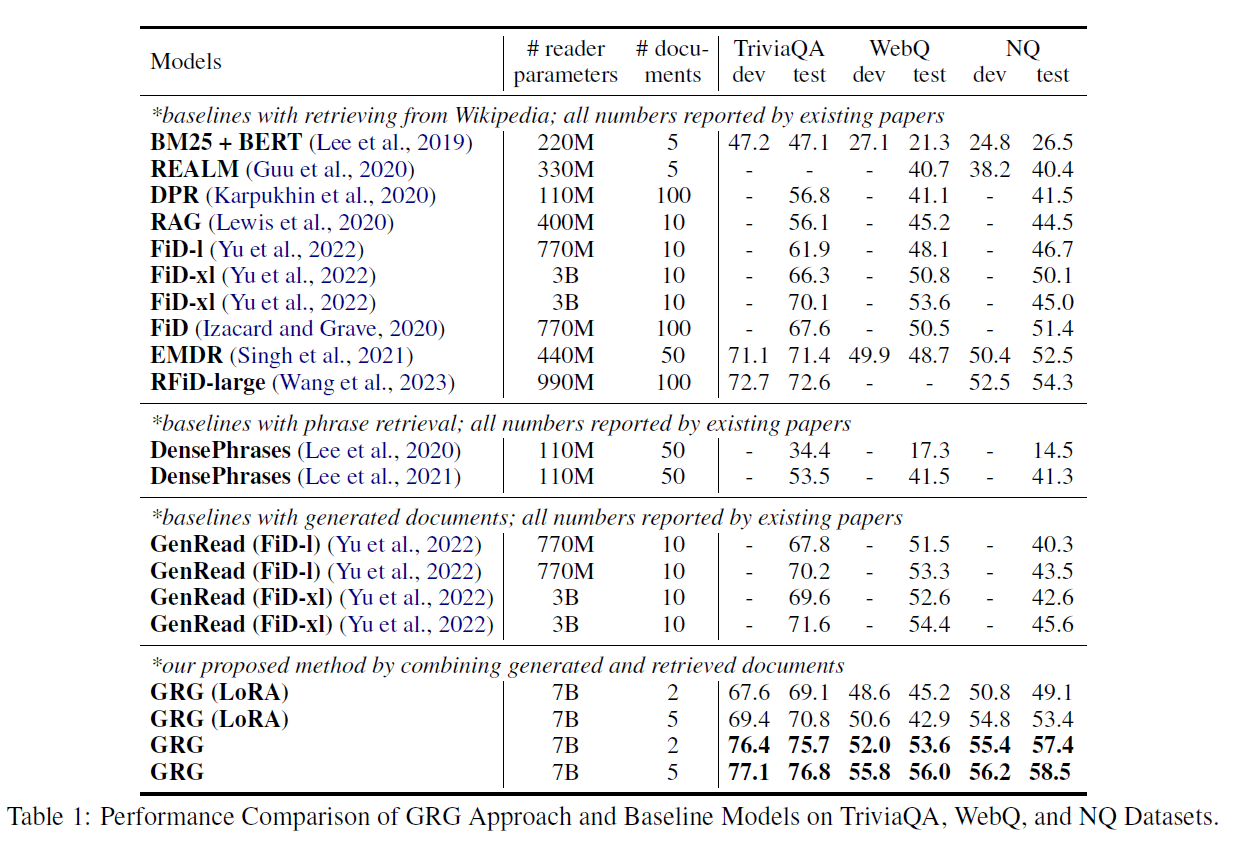 Models # reader parameters # documents TriviaQA WebQ NQ
# reader # docu- TriviaQA WebQ NQ
Models
parameters ments dev test dev test dev test
*baselines with retrieving from Wikipedia; all numbers reported by existing papers
BM25 + BERT (Lee et al., 2019) 220M 5 47.2 47.1 27.1 21.3 24.8 26.5
REALM (Guu et al., 2020) 330M 5 - - - 40.7 38.2 40.4
DPR (Karpukhin et al., 2020) 110M 100 - 56.8 - 41.1 - 41.5
RAG (Lewis et al., 2020) 400M 10 - 56.1 - 45.2 - 44.5
FiD-l (Yu et al., 2022) 770M 10 - 61.9 - 48.1 - 46.7
FiD-xl (Yu et al., 2022) 3B 10 - 66.3 - 50.8 - 50.1
FiD-xl (Yu et al., 2022) 3B 10 - 70.1 - 53.6 - 45.0
FiD (Izacard and Grave, 2020) 770M 100 - 67.6 - 50.5 - 51.4
EMDR (Singh et al., 2021) 440M 50 71.1 71.4 49.9 48.7 50.4 52.5
RFiD-large (Wang et al., 2023) 990M 100 72.7 72.6 - - 52.5 54.3
*baselines with phrase retrieval; all numbers reported by existing papers
DensePhrases (Lee et al., 2020) 110M 50 - 34.4 - 17.3 - 14.5
DensePhrases (Lee et al., 2021) 110M 50 - 53.5 - 41.5 - 41.3
*baselines with generated documents; all numbers reported by existing papers
GenRead (FiD-l) (Yu et al., 2022) 770M 10 - 67.8 - 51.5 - 40.3
GenRead (FiD-l) (Yu et al., 2022) 770M 10 - 70.2 - 53.3 - 43.5
GenRead (FiD-xl) (Yu et al., 2022) 3B 10 - 69.6 - 52.6 - 42.6
GenRead (FiD-xl) (Yu et al., 2022) 3B 10 - 71.6 - 54.4 - 45.6
*our proposed method by combining generated and retrieved documents
GRG (LoRA) 7B 2 67.6 69.1 48.6 45.2 50.8 49.1
GRG (LoRA) 7B 5 69.4 70.8 50.6 42.9 54.8 53.4
GRG 7B 2 76.4 75.7 52.0 53.6 55.4 57.4
GRG 7B 5 77.1 76.8 55.8 56.0 56.2 58.5
Table 1: Performance Comparison of GRG Approach and Baseline Models on TriviaQA, WebQ, and NQ Datasets.